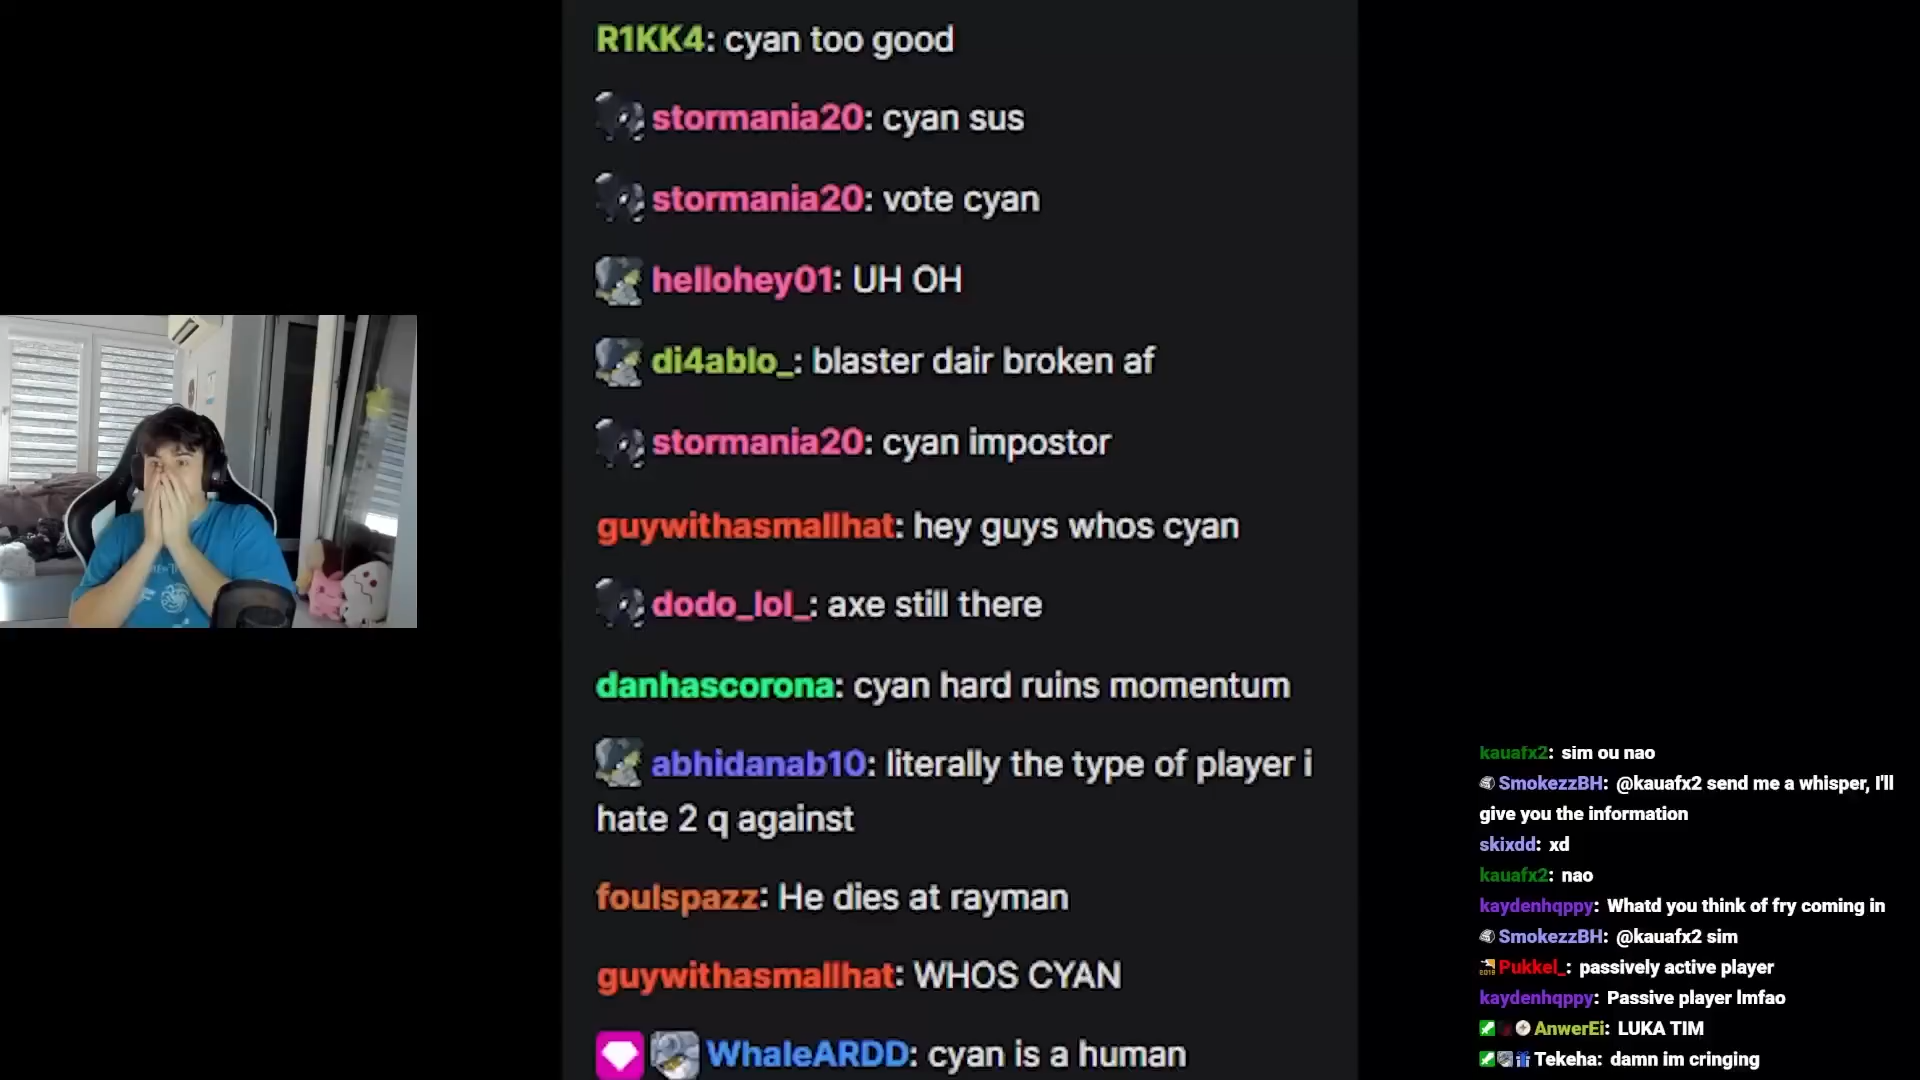 R1KK4: cyan too good
stormania20: cyan sus
stormania20: vote cyan
hellohey01: UH OH
di4ablo_: blaster dair broken af
stormania20: cyan impostor
guywithasmallhat: hey guys whos cyan
dodo_lol_: axe still there
danhascorona: cyan hard ruins momentum
abhidanab10: literally the type of player i
hate 2 q against
foulspazz: He dies at rayman
guywithasmallhat: WHOS CYAN
WhaleARDD: cyan is a human
kauafx2: sim ou nao
SmokezzBH: @kauafx2 send me a whisper, I'll
give you the information
skixdd: xd
kauafx2: nao
kaydenhqppy: Whatd you think of fry coming in
SmokezzBH: @kauafx2 sim
Pukkel_: passively active player
kaydenhqppy: Passive player lmfao
AnwerEi: LUKA TIM
Tekeha: damn im cringing